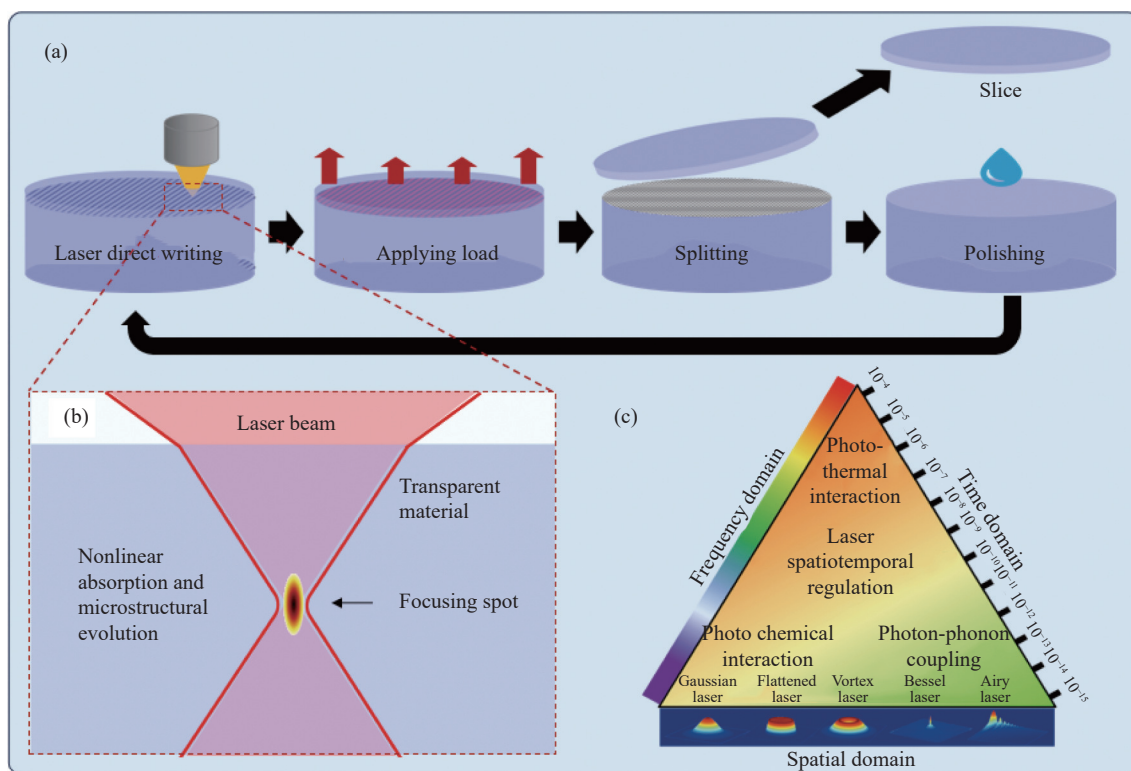 (a)
Slice
Laser direct writing
Applying load
Splitting
Polishing
(b)
Laser beam
Transparent
material
Nonlinear
absorption and
microstructural
evolution
Focusing spot
(c)
Frequency domain
Time domain
10⁻⁴
10⁻⁵
10⁻⁶
10⁻⁷
10⁻⁸
10⁻⁹
10⁻¹⁰
10⁻¹¹
10⁻¹²
10⁻¹³
10⁻¹⁴
10⁻¹⁵
Photo-
thermal
interaction
Laser
spatiotemporal
regulation
Photo chemical
interaction
Photon-phonon
coupling
Gaussian
laser
Flattened
laser
Vortex
laser
Bessel
laser
Airy
laser
Spatial domain